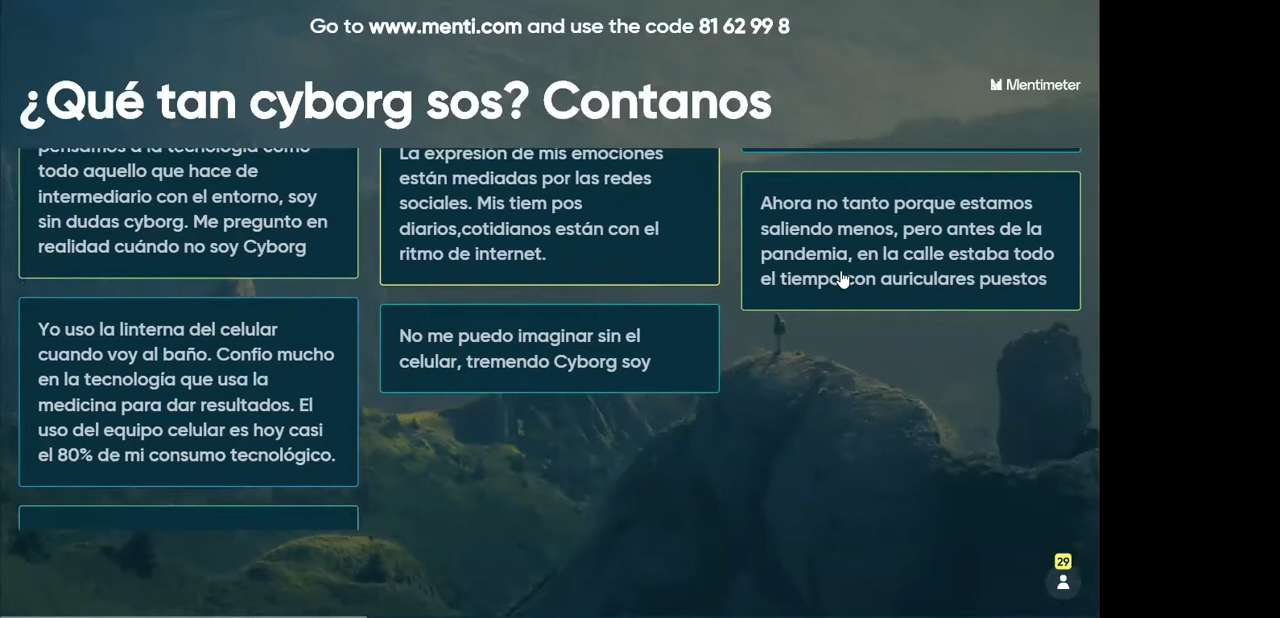 Go to www.menti.com and use the code 81 62 99 8
¿Qué tan cyborg sos? Contanos
Mentimeter
pensamos a la tecnología como
todo aquello que hace de
intermediario con el entorno, soy
sin dudas cyborg. Me pregunto en
realidad cuándo no soy Cyborg
Yo uso la linterna del celular
cuando voy al baño. Confio mucho
en la tecnología que usa la
medicina para dar resultados. El
uso del equipo celular es hoy casi
el 80% de mi consumo tecnológico.
La expresión de mis emociones
están mediadas por las redes
sociales. Mis tiem pos
diarios,cotidianos están con el
ritmo de internet.
No me puedo imaginar sin el
celular, tremendo Cyborg soy
Ahora no tanto porque estamos
saliendo menos, pero antes de la
pandemia, en la calle estaba todo
el tiempo con auriculares puestos
29